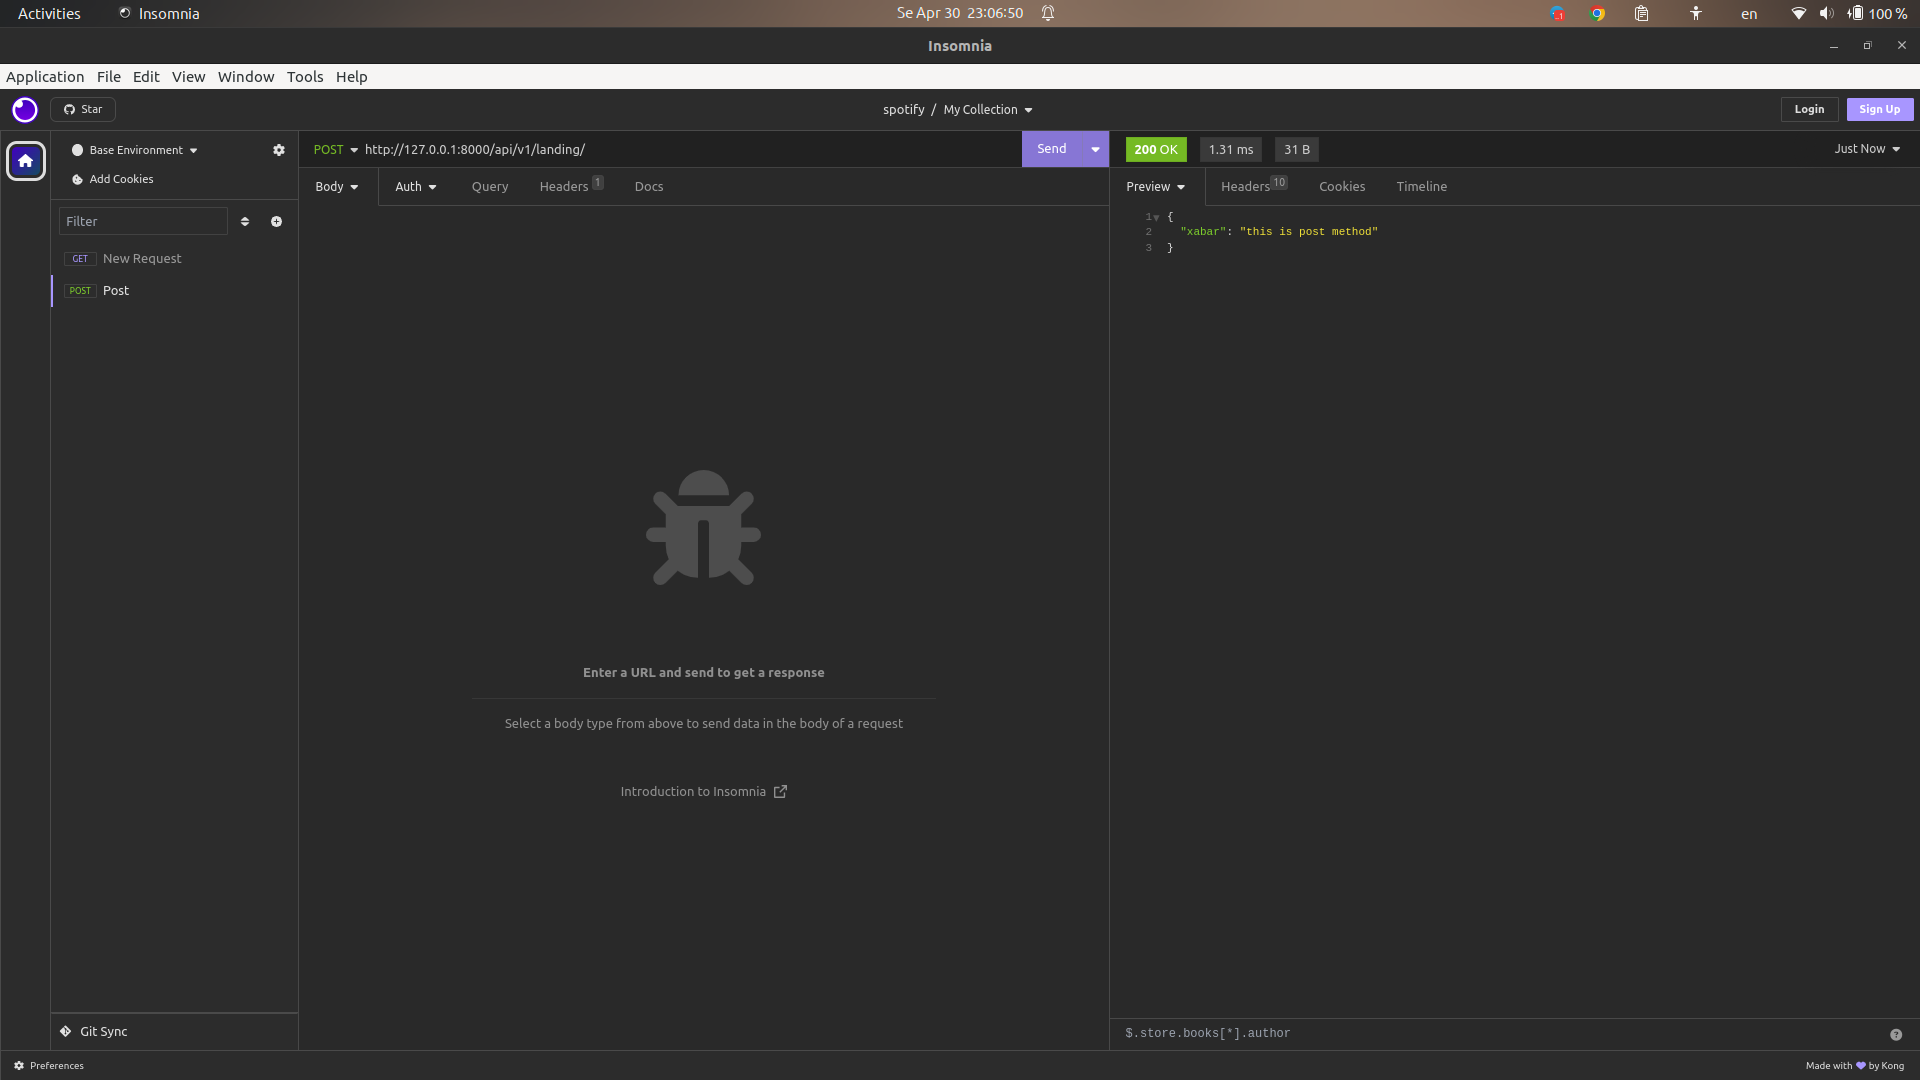 Activities Insomnia Se Apr 30 23:06:50 en 100 %
Insomnia
Application File Edit View Window Tools Help
Star spotify / My Collection Login Sign Up
Base Environment
Add Cookies
Filter
GET New Request
POST Post
Git Sync
POST http://127.0.0.1:8000/api/v1/landing/ Send
Body Auth Query Headers 1 Docs
Enter a URL and send to get a response
Select a body type from above to send data in the body of a request
Introduction to Insomnia
200 OK 1.31 ms 31 B Just Now
Preview Headers 10 Cookies Timeline
1 {
2 "xabar": "this is post method"
3 }
$.store.books[*].author
Preferences Made with by Kong